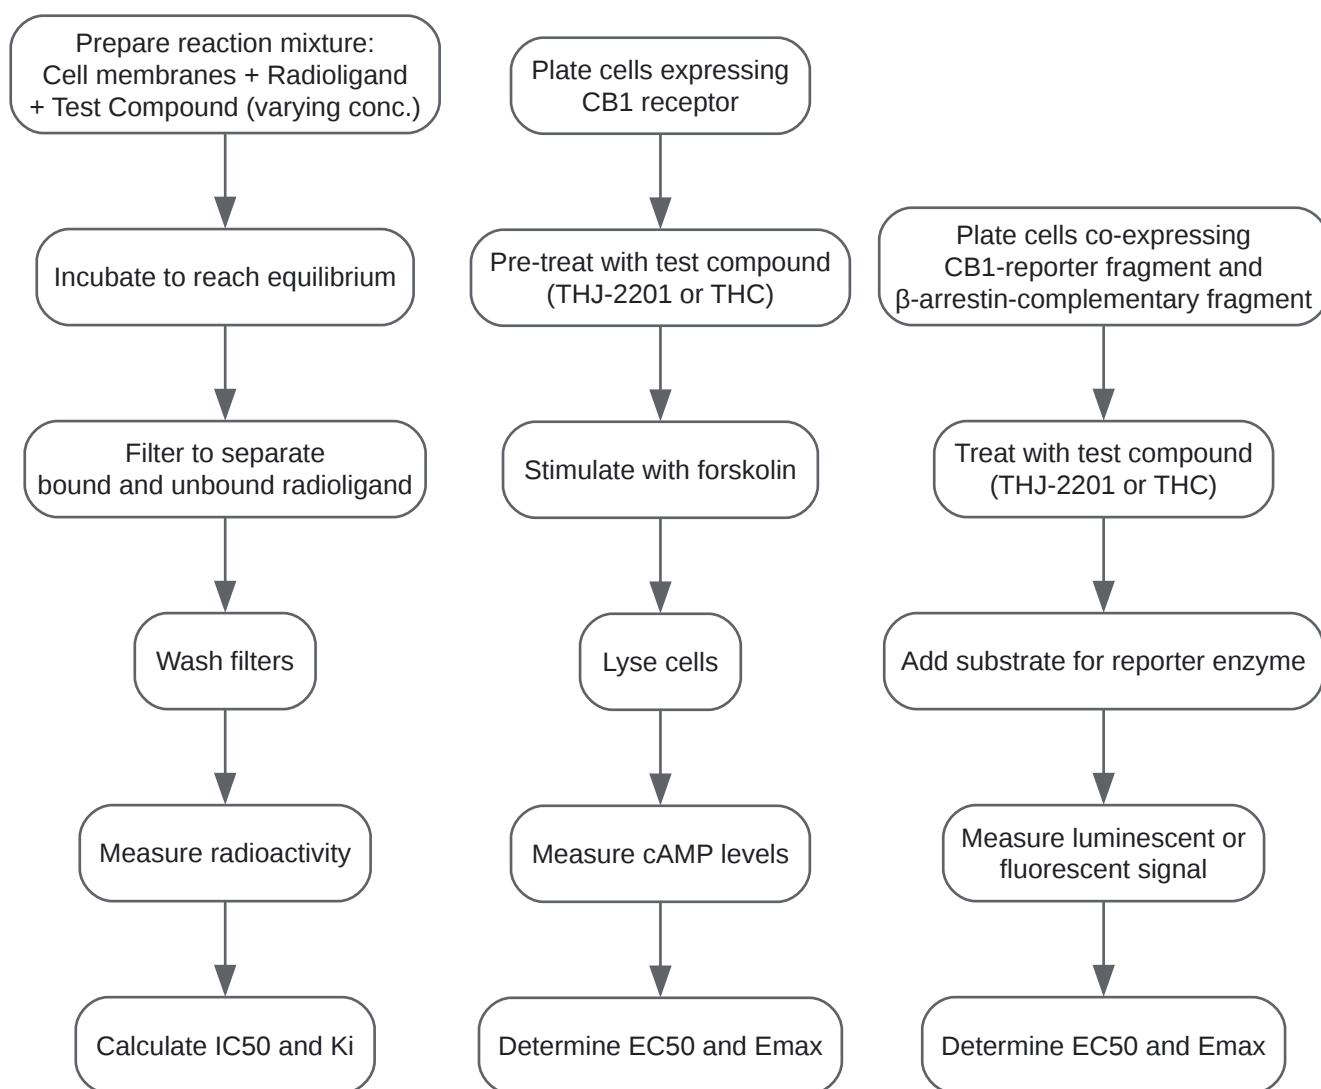 Prepare reaction mixture:
Cell membranes + Radioligand
+ Test Compound (varying conc.)
Incubate to reach equilibrium
Filter to separate
bound and unbound radioligand
Wash filters
Measure radioactivity
Calculate IC50 and Ki
Plate cells expressing
CB1 receptor
Pre-treat with test compound
(THJ-2201 or THC)
Stimulate with forskolin
Lyse cells
Measure cAMP levels
Determine EC50 and Emax
Plate cells co-expressing
CB1-reporter fragment and
β-arrestin-complementary fragment
Treat with test compound
(THJ-2201 or THC)
Add substrate for reporter enzyme
Measure luminescent or
fluorescent signal
Determine EC50 and Emax